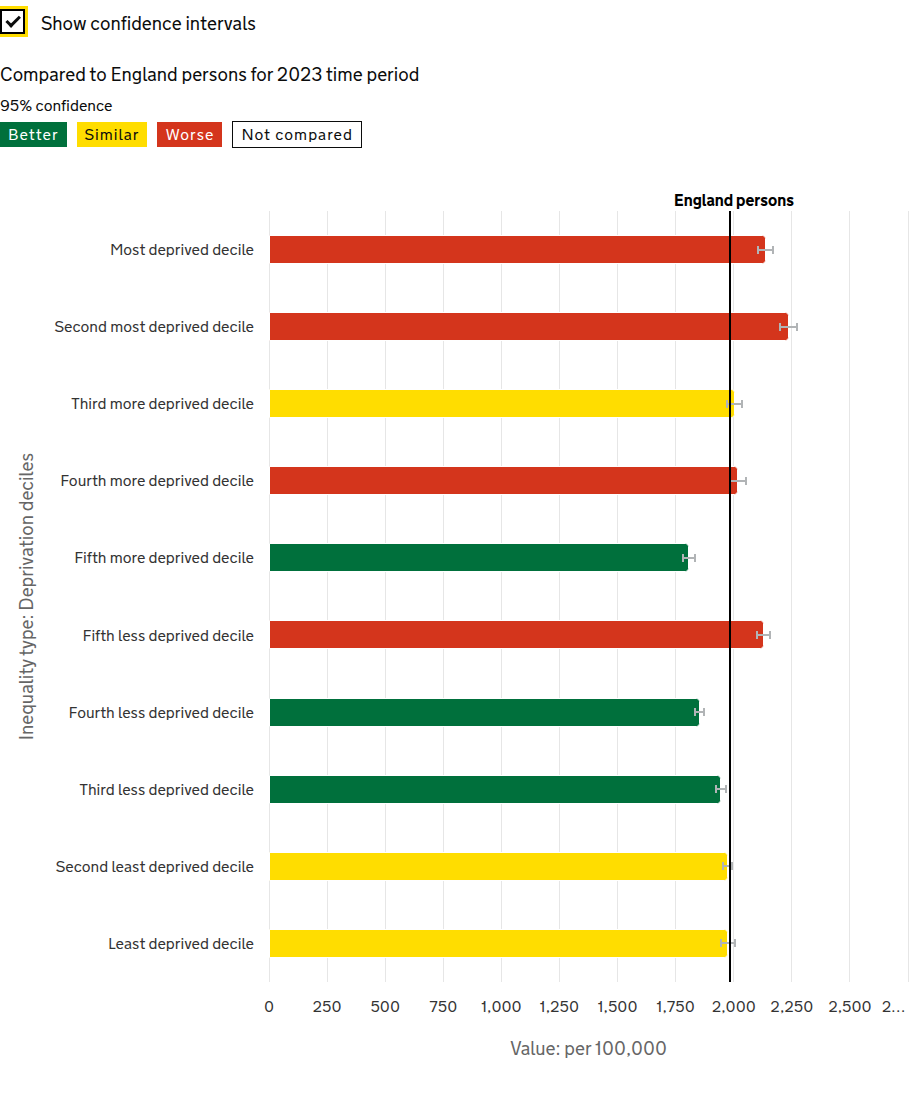 Show confidence intervals
Compared to England persons for 2023 time period
95% confidence
Better
Similar
Worse
Not compared
England persons
Most deprived decile
Second most deprived decile
Third more deprived decile
Fourth more deprived decile
Fifth more deprived decile
Fifth less deprived decile
Fourth less deprived decile
Third less deprived decile
Second least deprived decile
Least deprived decile
Inequality type: Deprivation deciles
0 250 500 750 1,000 1,250 1,500 1,750 2,000 2,250 2,500 2...
Value: per 100,000